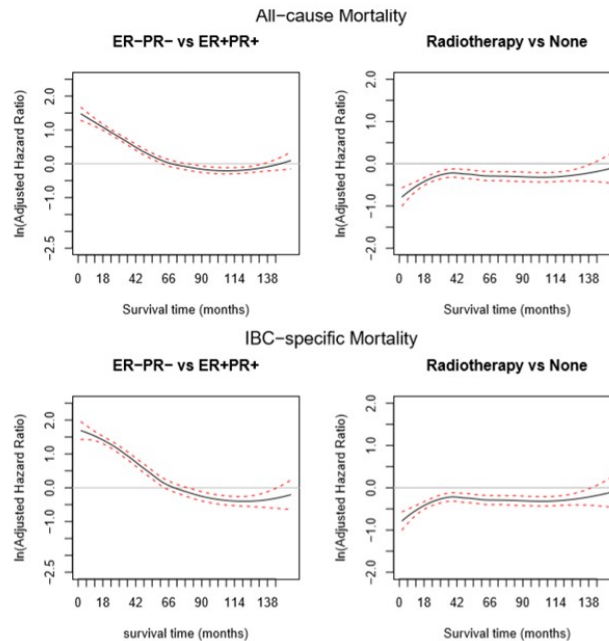 All-cause Mortality
ER-PR- vs ER+PR+
ln(Adjusted Hazard Ratio)
2.0
1.0
0.0
-1.0
-2.5
0 18 42 66 90 114 138
Survival time (months)
Radiotherapy vs None
ln(Adjusted Hazard Ratio)
2.0
1.0
0.0
-1.0
-2.0
0 18 42 66 90 114 138
Survival time (months)
IBC-specific Mortality
ER-PR- vs ER+PR+
ln(Adjusted Hazard Ratio)
2.0
1.0
0.0
-1.0
-2.5
0 18 42 66 90 114 138
survival time (months)
Radiotherapy vs None
ln(Adjusted Hazard Ratio)
2.0
1.0
0.0
-1.0
-2.0
0 18 42 66 90 114 138
Survival time (months)